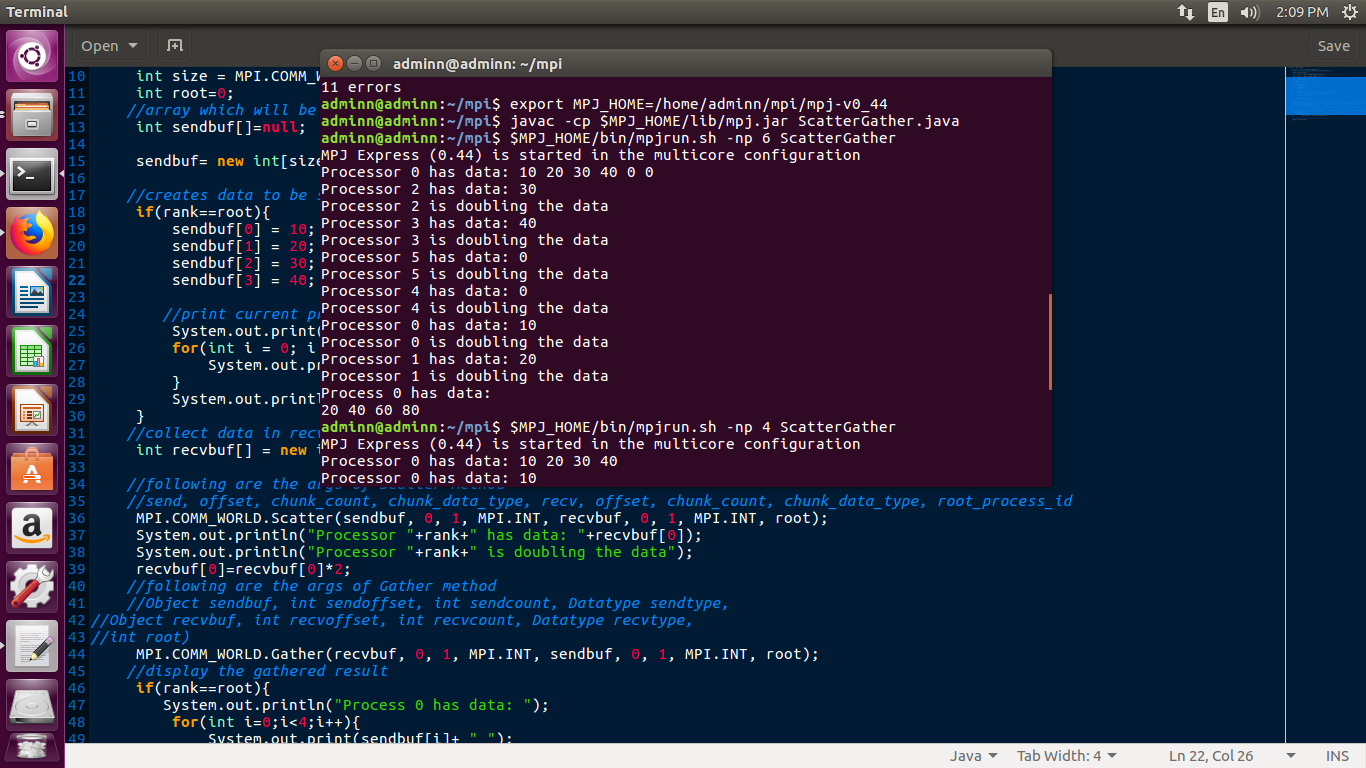 Terminal
En
2:09 PM
Open
Save
adminn@adminn: ~/mpi
11 errors
adminn@adminn:~/mpi$ export MPJ_HOME=/home/adminn/mpi/mpj-v0_44
adminn@adminn:~/mpi$ javac -cp $MPJ_HOME/lib/mpj.jar ScatterGather.java
adminn@adminn:~/mpi$ $MPJ_HOME/bin/mpjrun.sh -np 6 ScatterGather
MPJ Express (0.44) is started in the multicore configuration
Processor 0 has data: 10 20 30 40 0 0
Processor 2 has data: 30
Processor 2 is doubling the data
Processor 3 has data: 40
Processor 3 is doubling the data
Processor 5 has data: 0
Processor 5 is doubling the data
Processor 4 has data: 0
Processor 4 is doubling the data
Processor 0 has data: 10
Processor 0 is doubling the data
Processor 1 has data: 20
Processor 1 is doubling the data
Process 0 has data:
20 40 60 80
adminn@adminn:~/mpi$ $MPJ_HOME/bin/mpjrun.sh -np 4 ScatterGather
MPJ Express (0.44) is started in the multicore configuration
Processor 0 has data: 10 20 30 40
Processor 0 has data: 10
10 int size = MPI.COMM_W
11 int root=0;
12 //array which will be
13 int sendbuf[]=null;
14
15 sendbuf= new int[size
16
17 //creates data to be s
18 if(rank==root){
19 sendbuf[0] = 10;
20 sendbuf[1] = 20;
21 sendbuf[2] = 30;
22 sendbuf[3] = 40;
23
24 //print current pr
25 System.out.print(
26 for(int i = 0; i
27 System.out.pr
28 }
29 System.out.printl
30 }
31 //collect data in recv
32 int recvbuf[] = new i
33
34 //following are the args of Scatter method
35 //send, offset, chunk_count, chunk_data_type, recv, offset, chunk_count, chunk_data_type, root_process_id
36 MPI.COMM_WORLD.Scatter(sendbuf, 0, 1, MPI.INT, recvbuf, 0, 1, MPI.INT, root);
37 System.out.println("Processor "+rank+" has data: "+recvbuf[0]);
38 System.out.println("Processor "+rank+" is doubling the data");
39 recvbuf[0]=recvbuf[0]*2;
40 //following are the args of Gather method
41 //Object sendbuf, int sendoffset, int sendcount, Datatype sendtype,
42 //Object recvbuf, int recvoffset, int recvcount, Datatype recvtype,
43 //int root)
44 MPI.COMM_WORLD.Gather(recvbuf, 0, 1, MPI.INT, sendbuf, 0, 1, MPI.INT, root);
45 //display the gathered result
46 if(rank==root){
47 System.out.println("Process 0 has data: ");
48 for(int i=0;i<4;i++){
49 System.out.print(sendbuf[i]+ " ");
Java
Tab Width: 4
Ln 22, Col 26
INS